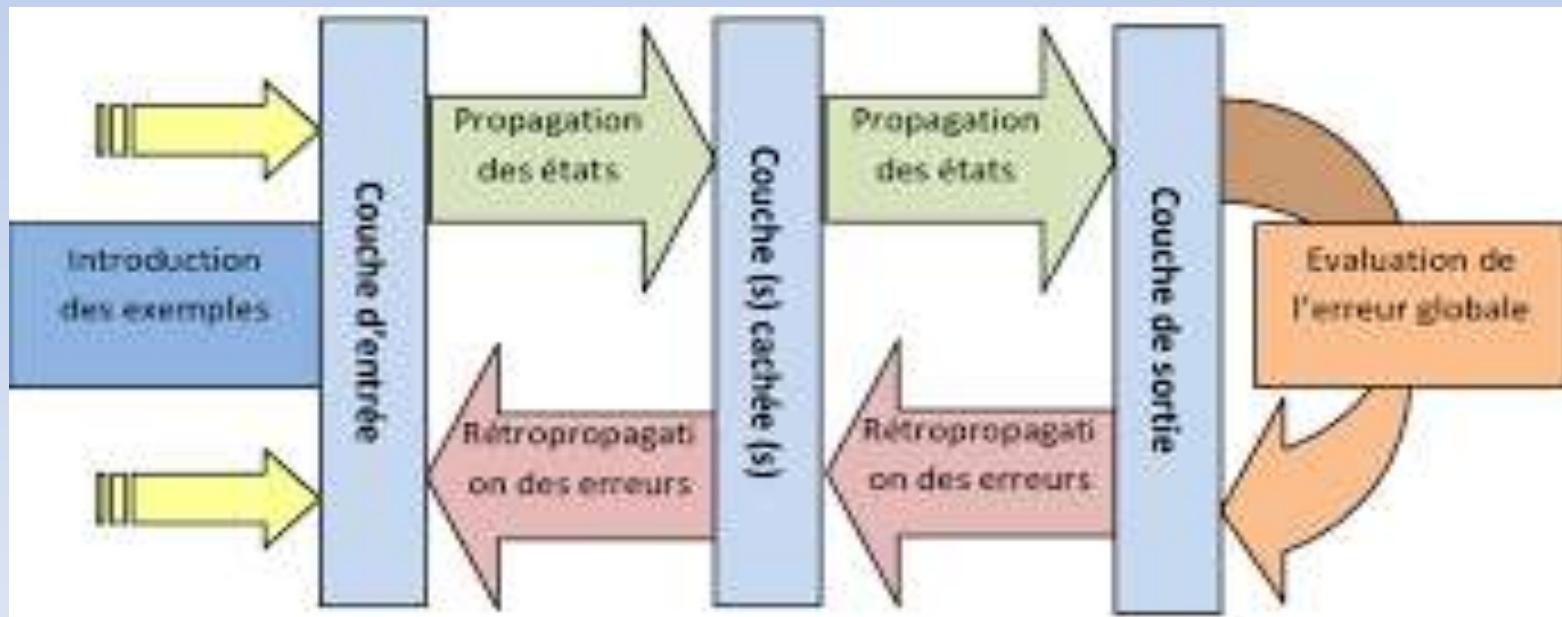 Introduction
des exemples
Couche d'entrée
Propagation
des états
Rétropropagati
on des erreurs
Couche (s) cachée (s)
Propagation
des états
Rétropropagati
on des erreurs
Couche de sortie
Evaluation de
l'erreur globale